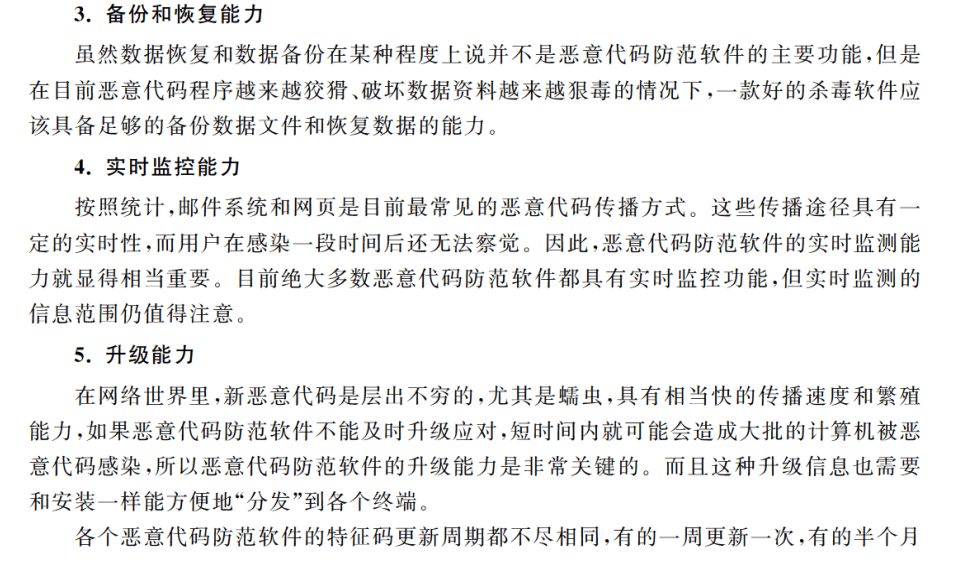 3. 备份和恢复能力
虽然数据恢复和数据备份在某种程度上说并不是恶意代码防范软件的主要功能,但是
在目前恶意代码程序越来越狡猾、破坏数据资料越来越狠毒的情况下,一款好的杀毒软件应
该具备足够的备份数据文件和恢复数据的能力。
4. 实时监控能力
按照统计,邮件系统和网页是目前最常见的恶意代码传播方式。这些传播途径具有一
定的实时性,而用户在感染一段时间后还无法察觉。因此,恶意代码防范软件的实时监测能
力就显得相当重要。目前绝大多数恶意代码防范软件都具有实时监控功能,但实时监测的
信息范围仍值得注意。
5. 升级能力
在网络世界里,新恶意代码是层出不穷的,尤其是蠕虫,具有相当快的传播速度和繁殖
能力,如果恶意代码防范软件不能及时升级应对,短时间内就可能会造成大批的计算机被恶
意代码感染,所以恶意代码防范软件的升级能力是非常关键的。而且这种升级信息也需要
和安装一样能方便地“分发”到各个终端。
各个恶意代码防范软件的特征码更新周期都不尽相同,有的一周更新一次,有的半个月